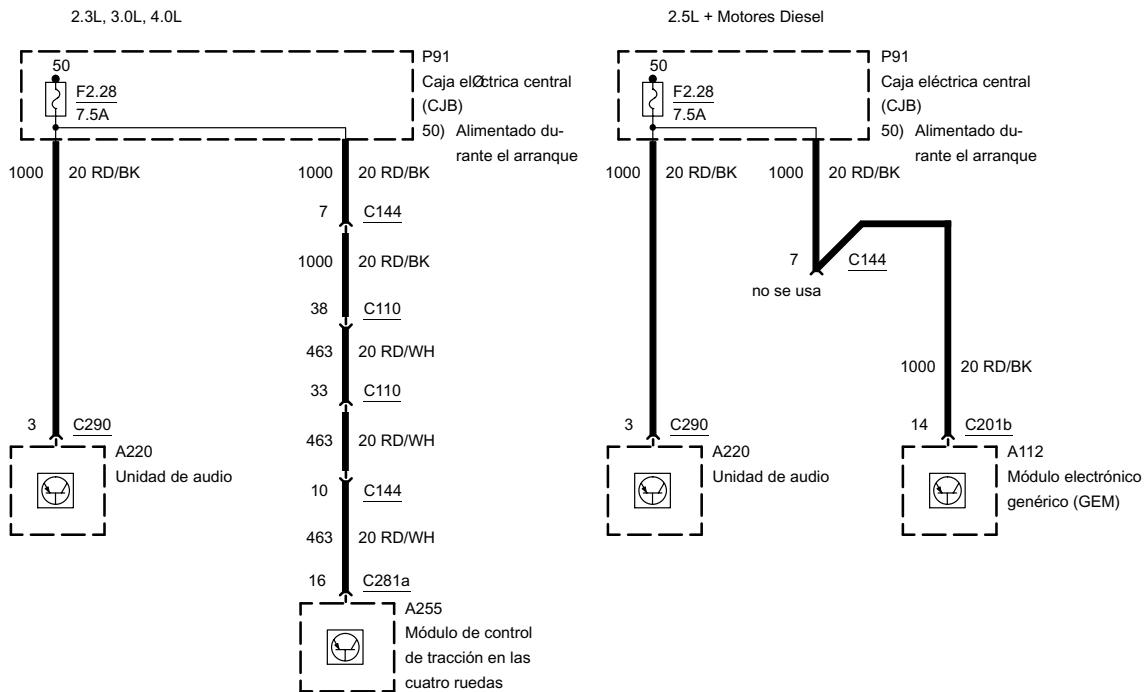 2.3L, 3.0L, 4.0L
50
F2.28
7.5A
P91
Caja elØctrica central
(CJB)
50) Alimentado du-
rante el arranque
1000 20 RD/BK
1000 20 RD/BK
7 C144
1000 20 RD/BK
38 C110
463 20 RD/WH
33 C110
463 20 RD/WH
10 C144
463 20 RD/WH
3 C290
A220
Unidad de audio
16 C281a
A255
Módulo de control
de tracción en las
cuatro ruedas
2.5L + Motores Diesel
50
F2.28
7.5A
P91
Caja eléctrica central
(CJB)
50) Alimentado du-
rante el arranque
1000 20 RD/BK
1000 20 RD/BK
7 C144
no se usa
1000 20 RD/BK
3 C290
A220
Unidad de audio
14 C201b
A112
Módulo electrónico
genérico (GEM)